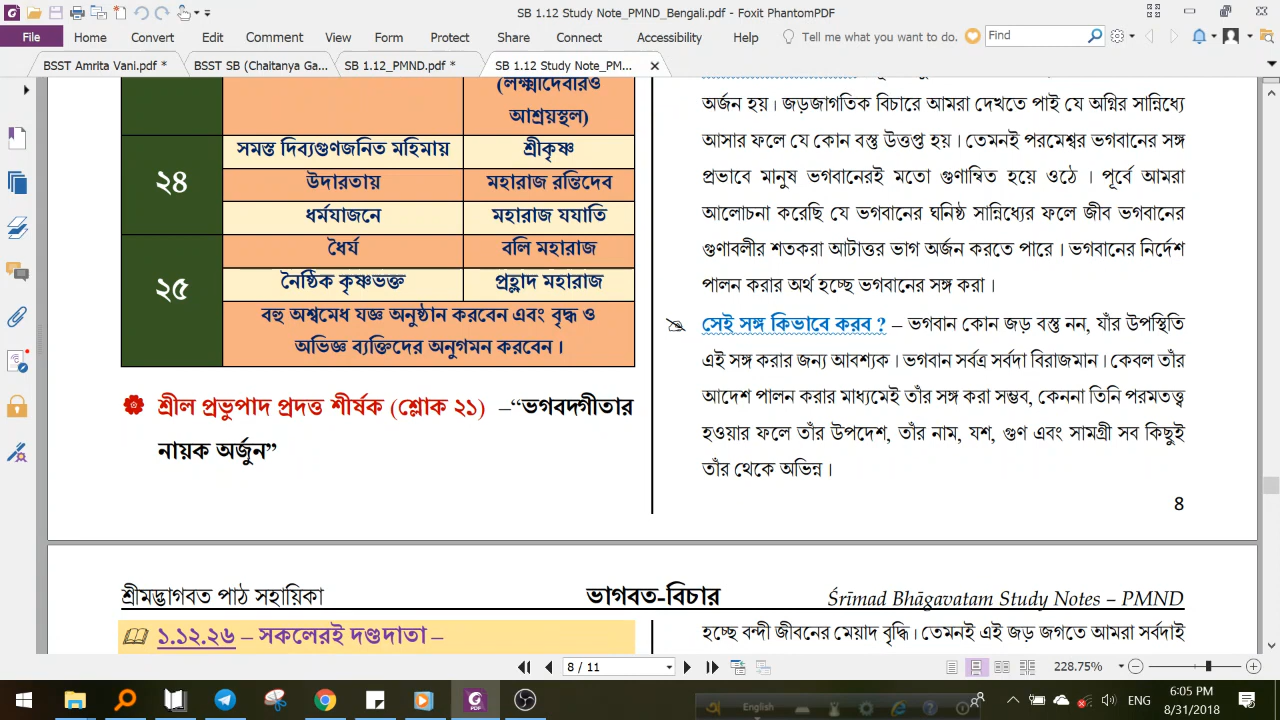 SB 1.12 Study Note_PMND_Bengali.pdf - Foxit PhantomPDF
File Home Convert Edit Comment View Form Protect Share Connect Accessibility Help Tell me what you want to do. Find
BSST Amrita Vani.pdf * BSST SB (Chaitanya Ga... SB 1.12_PMND.pdf * SB 1.12 Study Note_PM...
(লক্ষ্মীদেবীরও
আশ্রয়স্থল)
২৪
সমস্ত দিব্যগুণজনিত মহিমায় শ্রীকৃষ্ণ
উদারতায় মহারাজ রন্তিদেব
ধর্মযাজনে মহারাজ যযাতি
২৫
ধৈর্য বলি মহারাজ
নৈষ্ঠিক কৃষ্ণভক্ত প্রহ্লাদ মহারাজ
বহু অশ্বমেধ যজ্ঞ অনুষ্ঠান করবেন এবং বৃদ্ধ ও
অভিজ্ঞ ব্যক্তিদের অনুগমন করবেন।
শ্রীল প্রভুপাদ প্রদত্ত শীর্ষক (শ্লোক ২১) –“ভগবদ্গীতার
নায়ক অর্জুন”
অর্জন হয়। জড়জাগতিক বিচারে আমরা দেখতে পাই যে অগ্নির সান্নিধ্যে
আসার ফলে যে কোন বস্তু উত্তপ্ত হয়। তেমনই পরমেশ্বর ভগবানের সঙ্গ
প্রভাবে মানুষ ভগবানেরই মতো গুণান্বিত হয়ে ওঠে । পূর্বে আমরা
আলোচনা করেছি যে ভগবানের ঘনিষ্ঠ সান্নিধ্যের ফলে জীব ভগবানের
গুণাবলীর শতকরা আটাত্তর ভাগ অর্জন করতে পারে। ভগবানের নির্দেশ
পালন করার অর্থ হচ্ছে ভগবানের সঙ্গ করা।
সেই সঙ্গ কিভাবে করব ? – ভগবান কোন জড় বস্তু নন, যাঁর উপস্থিতি
এই সঙ্গ করার জন্য আবশ্যক। ভগবান সর্বত্র সর্বদা বিরাজমান। কেবল তাঁর
আদেশ পালন করার মাধ্যমেই তাঁর সঙ্গ করা সম্ভব, কেননা তিনি পরমতত্ত্ব
হওয়ার ফলে তাঁর উপদেশ, তাঁর নাম, যশ, গুণ এবং সামগ্রী সব কিছুই
তাঁর থেকে অভিন্ন।
8
শ্রীমদ্ভাগবত পাঠ সহায়িকা ভাগবত-বিচার Śrīmad Bhāgavatam Study Notes – PMND
১.১২.২৬ – সকলেরই দণ্ডদাতা –
হচ্ছে বন্দী জীবনের মেয়াদ বৃদ্ধি। তেমনই এই জড় জগতে আমরা সর্বদাই
8 / 11 228.75%
English ENG 6:05 PM
8/31/2018